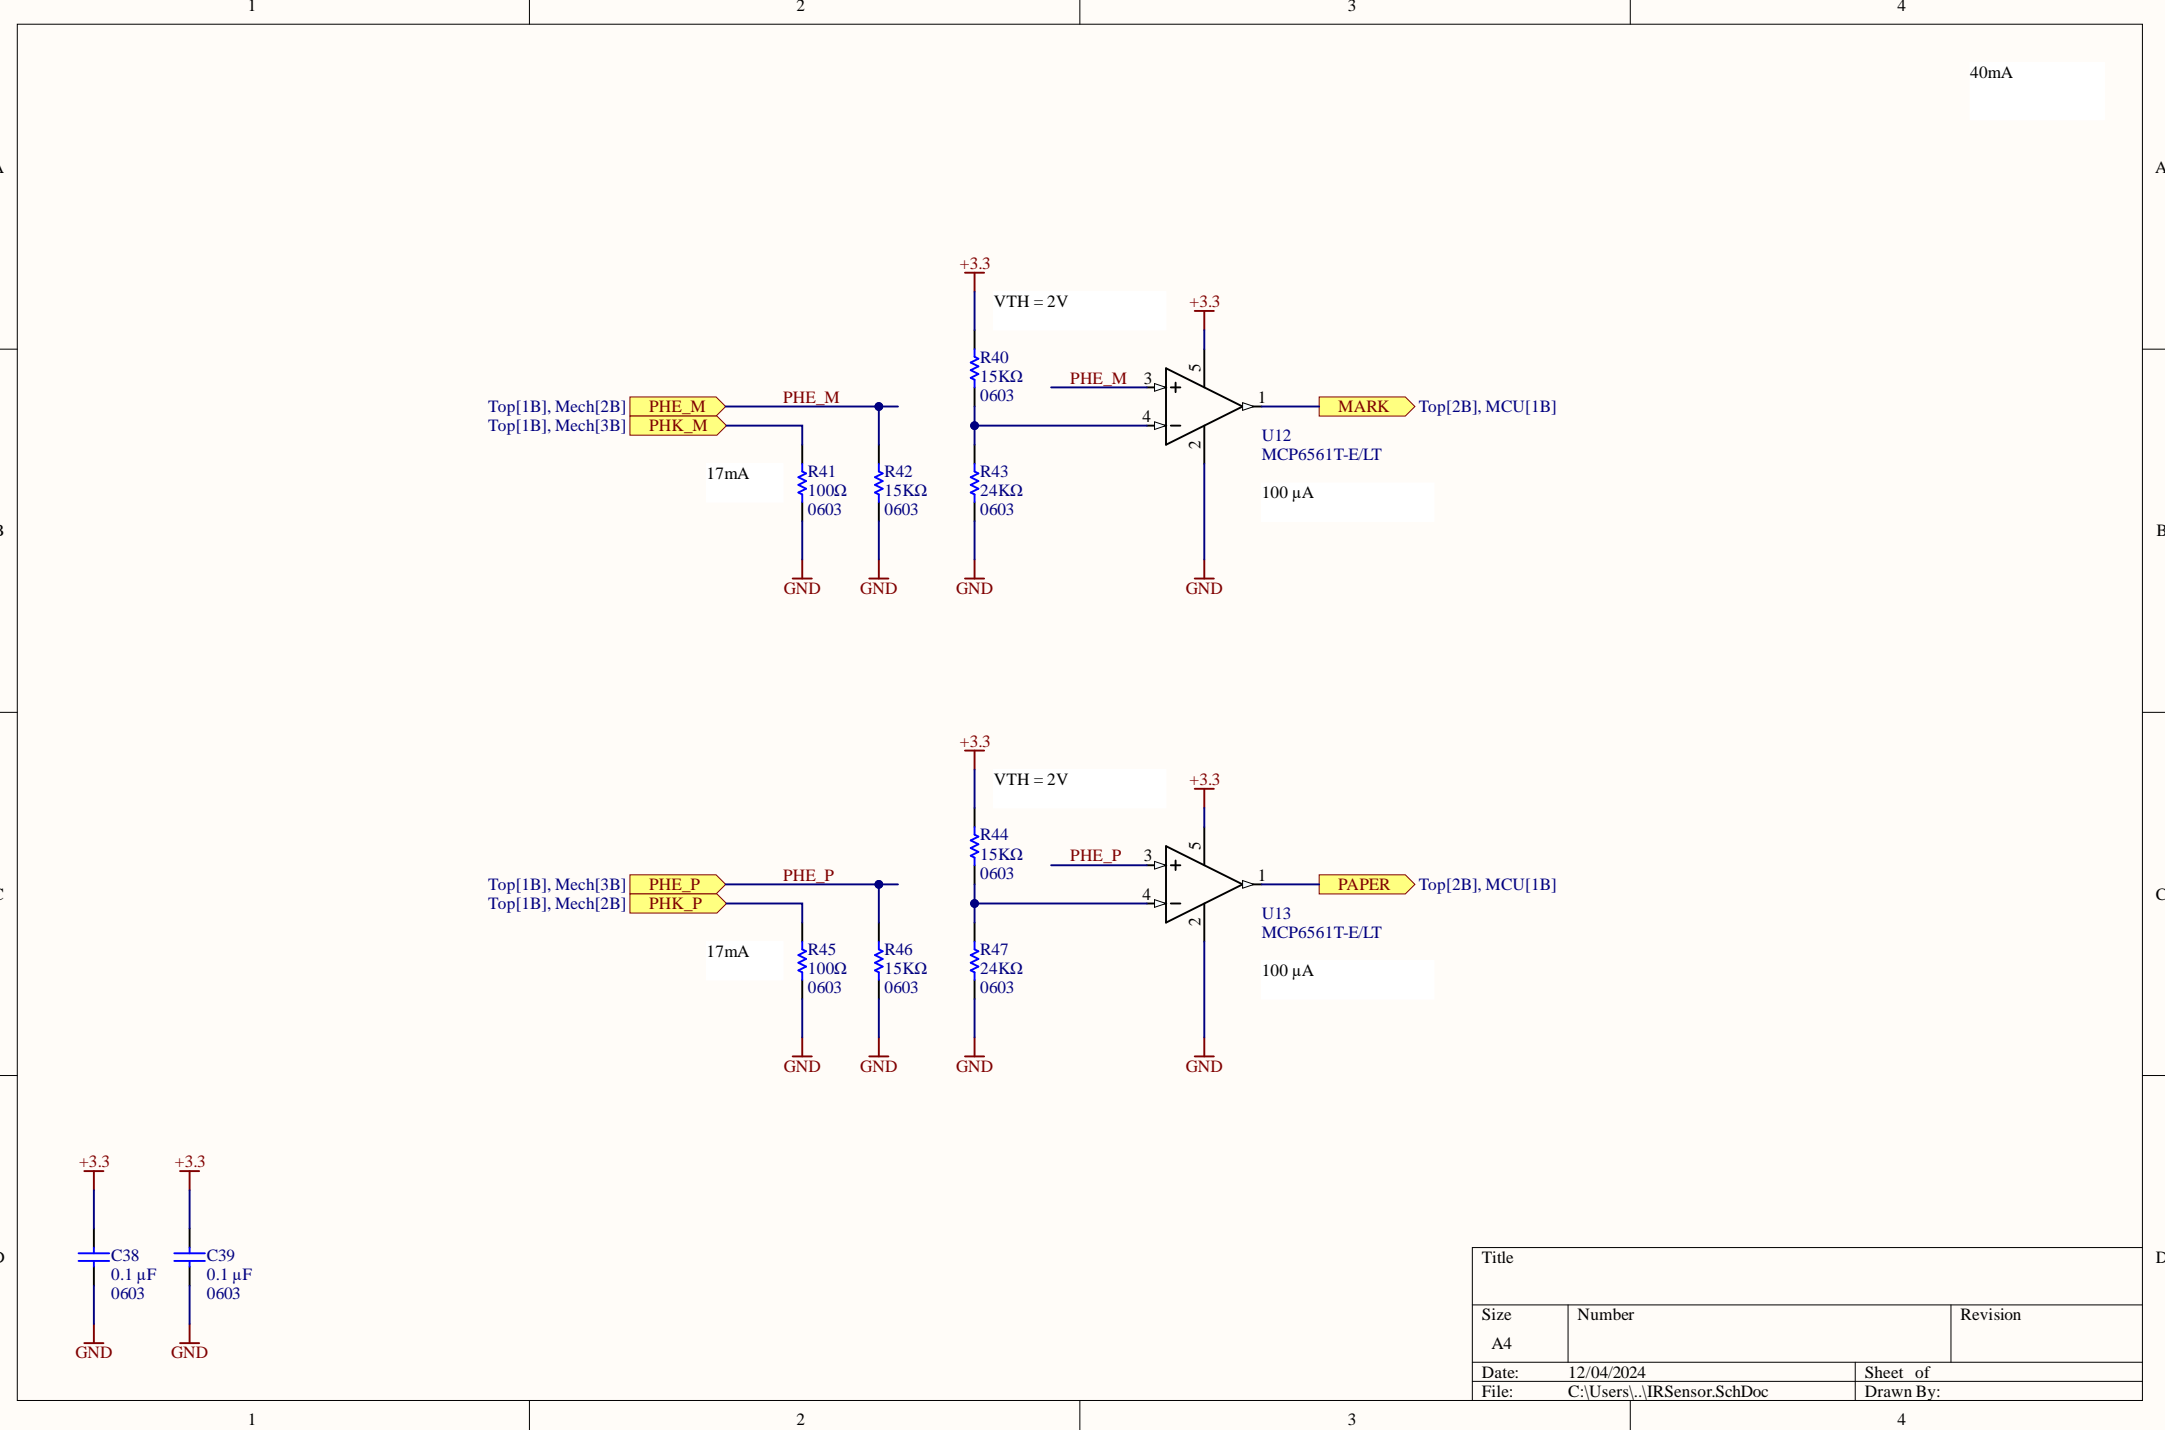 1 2 3 4
40mA
A A
+3.3
VTH = 2V
+3.3
R40
15KΩ
0603
5
PHE_M 3
4
1
2
Top[1B], Mech[2B] PHE_M PHE_M
Top[1B], Mech[3B] PHK_M
MARK Top[2B], MCU[1B]
U12
MCP6561T-E/LT
17mA
R41
100Ω
0603
R42
15KΩ
0603
R43
24KΩ
0603
100 µA
B B
GND GND GND GND
+3.3
VTH = 2V
+3.3
R44
15KΩ
0603
5
PHE_P 3
4
1
2
Top[1B], Mech[3B] PHE_P PHE_P
Top[1B], Mech[2B] PHK_P
PAPER Top[2B], MCU[1B]
C C
U13
MCP6561T-E/LT
17mA
R45
100Ω
0603
R46
15KΩ
0603
R47
24KΩ
0603
100 µA
GND GND GND GND
+3.3 +3.3
C38
0.1 µF
0603
C39
0.1 µF
0603
GND GND
D D
Title
Size Number Revision
A4
Date: 12/04/2024 Sheet of
File: C:\Users\..\IRSensor.SchDoc Drawn By:
1 2 3 4